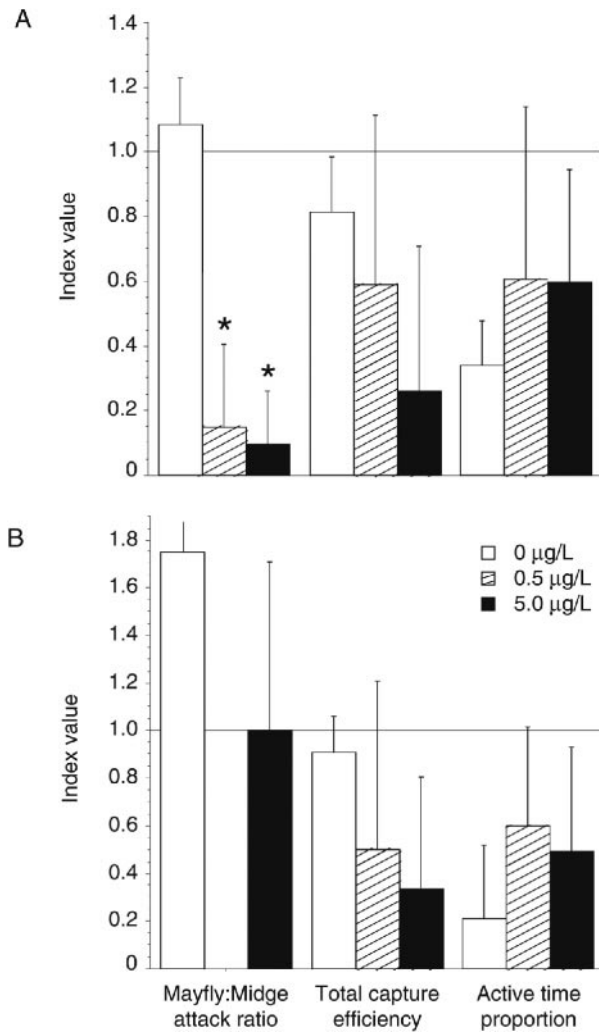 A
1.4
1.2
1.0
0.8
0.6
0.4
0.2
0
Index value
*
*
B
1.8
1.6
1.4
1.2
1.0
0.8
0.6
0.4
0.2
0
Index value
0 µg/L
0.5 µg/L
5.0 µg/L
Mayfly:Midge
attack ratio
Total capture
efficiency
Active time
proportion